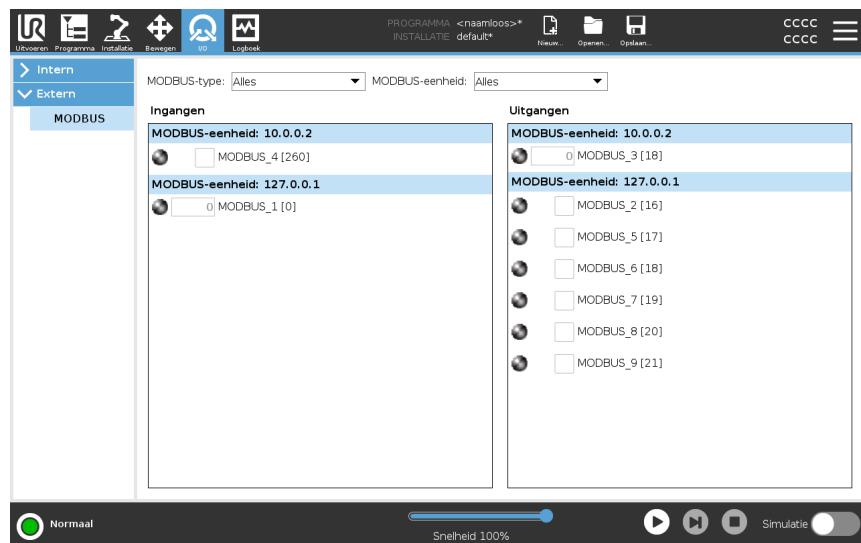 PROGRAMMA <naamloos>*
INSTALLATIE default*
Uitvoeren Programma Installatie Bewegen I/O Logboek Nieuw... Openen... Opslaan...
CCCC
CCCC
Intern
Extern
MODBUS
MODBUS-type: Alles MODBUS-eenheid: Alles
Ingangen
MODBUS-eenheid: 10.0.0.2
MODBUS_4 [260]
MODBUS-eenheid: 127.0.0.1
0 MODBUS_1 [0]
Uitgangen
MODBUS-eenheid: 10.0.0.2
0 MODBUS_3 [18]
MODBUS-eenheid: 127.0.0.1
MODBUS_2 [16]
MODBUS_5 [17]
MODBUS_6 [18]
MODBUS_7 [19]
MODBUS_8 [20]
MODBUS_9 [21]
Normaal
Snelheid 100%
Simulatie